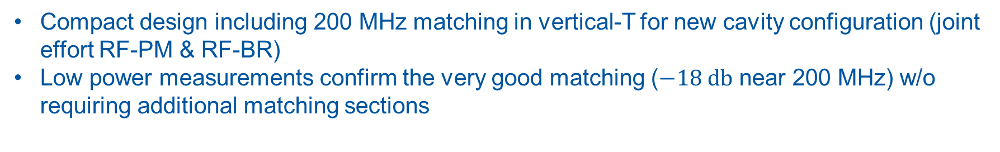 • Compact design including 200 MHz matching in vertical-T for new cavity configuration (joint
effort RF-PM & RF-BR)
• Low power measurements confirm the very good matching (−18 db near 200 MHz) w/o
requiring additional matching sections